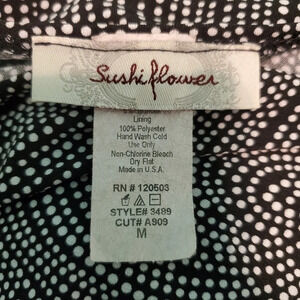 Sushi flower
Lining
100% Polyester
Hand Wash Cold
Use Only
Non-Chlorine Bleach
Dry Flat
Made in U.S.A.
RN # 120503
STYLE# 3489
CUT# A909
M